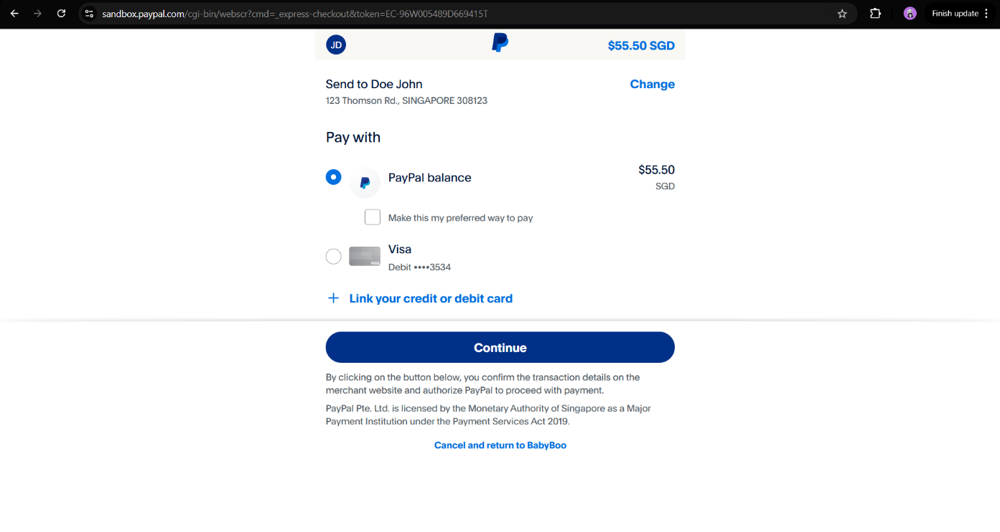 sandbox.paypal.com/cgi-bin/webscr?cmd=_express-checkout&token=EC-96W005489D669415T
Finish update
JD
$55.50 SGD
Send to Doe John
Change
123 Thomson Rd., SINGAPORE 308123
Pay with
PayPal balance
$55.50
SGD
Make this my preferred way to pay
Visa
VISA
Debit ••••3534
+ Link your credit or debit card
Continue
By clicking on the button below, you confirm the transaction details on the
merchant website and authorize PayPal to proceed with payment.
PayPal Pte. Ltd. is licensed by the Monetary Authority of Singapore as a Major
Payment Institution under the Payment Services Act 2019.
Cancel and return to BabyBoo